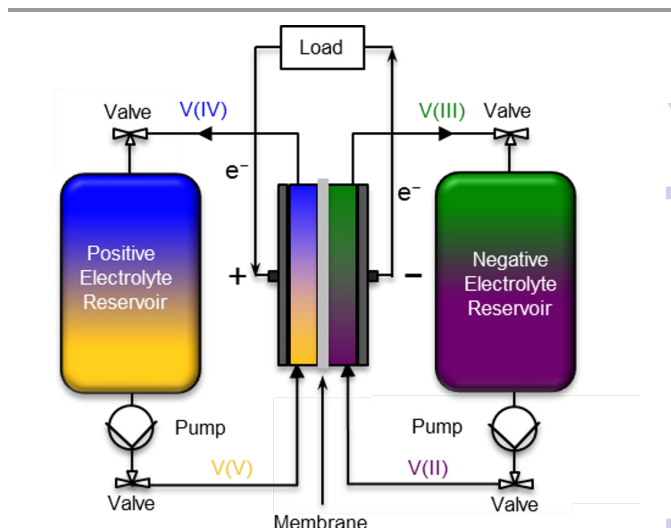 Load
Valve
V(IV)
V(III)
Valve
e⁻
e⁻
Positive
Electrolyte
Reservoir
+
−
Negative
Electrolyte
Reservoir
Pump
Pump
V(V)
V(II)
Valve
Valve
Membrane